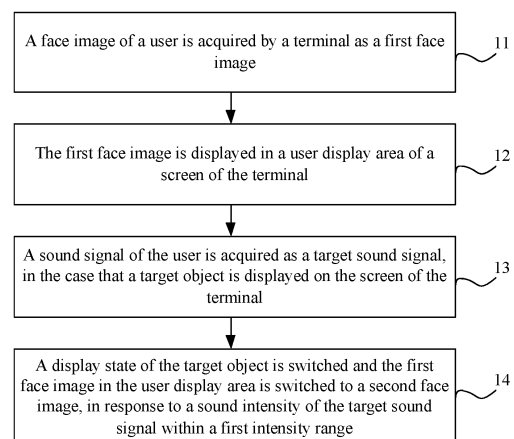 A face image of a user is acquired by a terminal as a first face
image
11
The first face image is displayed in a user display area of a
screen of the terminal
12
A sound signal of the user is acquired as a target sound signal,
in the case that a target object is displayed on the screen of the
terminal
13
A display state of the target object is switched and the first
face image in the user display area is switched to a second face
image, in response to a sound intensity of the target sound
signal within a first intensity range
14